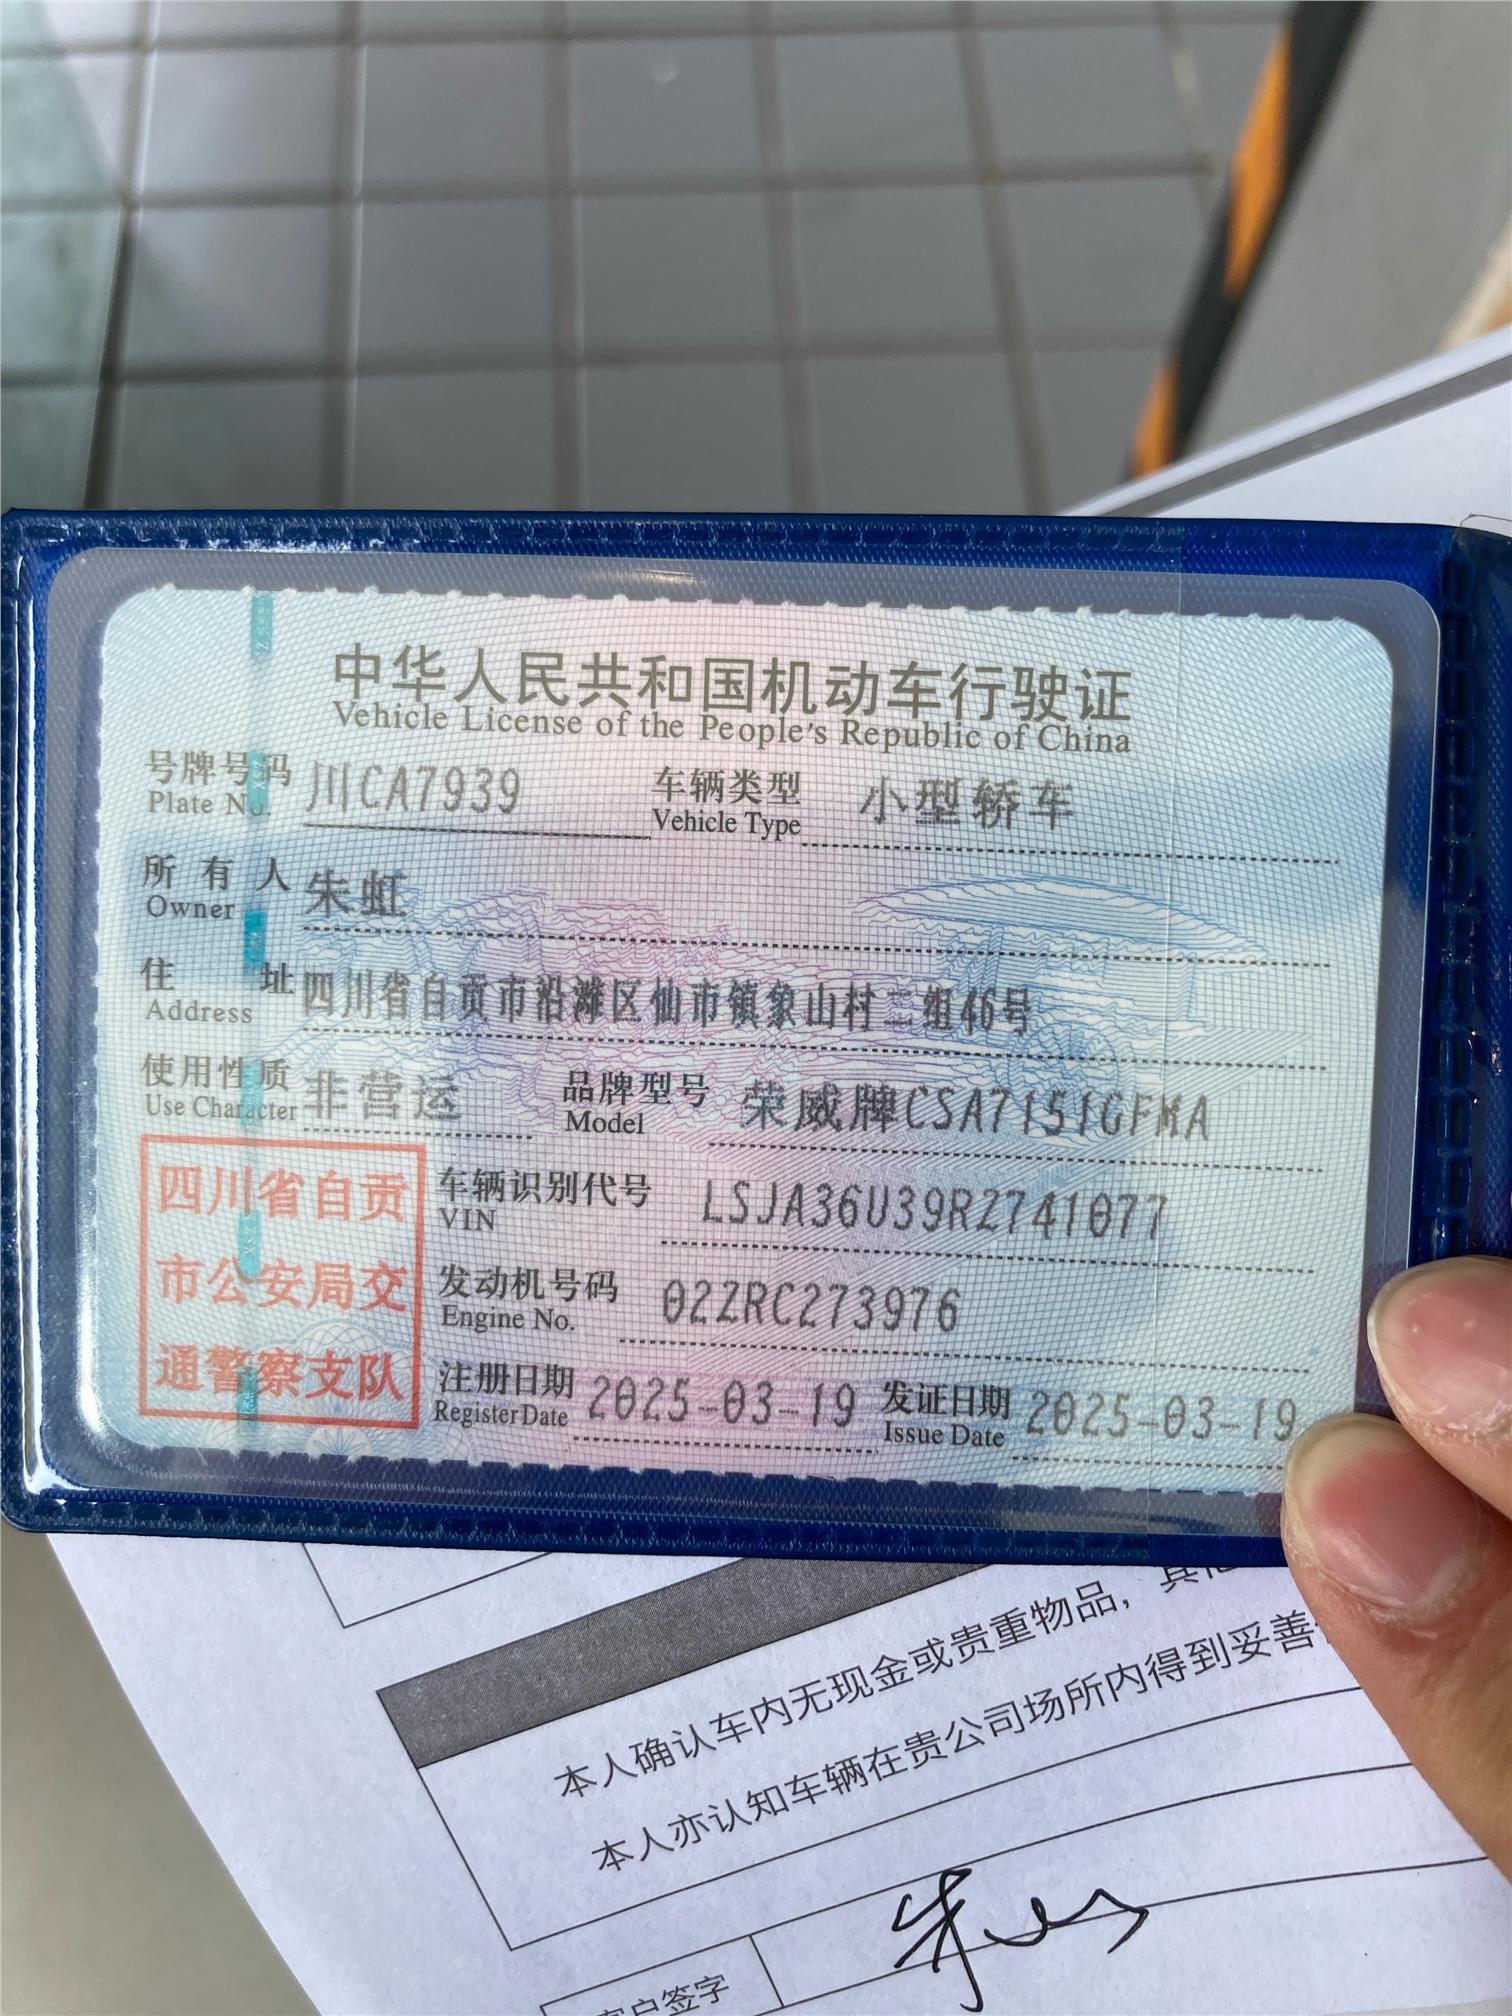 中华人民共和国机动车行驶证
Vehicle License of the People's Republic of China
号牌号码 川CA7939 车辆类型 小型轿车
Plate No. Vehicle Type
所有人 朱虹
Owner
住址 四川省自贡市沿滩区仙市镇象山村二组46号
Address
使用性质 非营运 品牌型号 荣威牌CSA7151GFMA
Use Character Model
四川省自贡
市公安局交
通警察支队
车辆识别代号 LSJA36U39RZ741077
VIN
发动机号码 02ZRC273976
Engine No.
注册日期 2025-03-19 发证日期 2025-03-19
Register Date Issue Date
本人确认车内无现金或贵重物品，其他
本人亦认知车辆在贵公司场所内得到妥善
客户签字